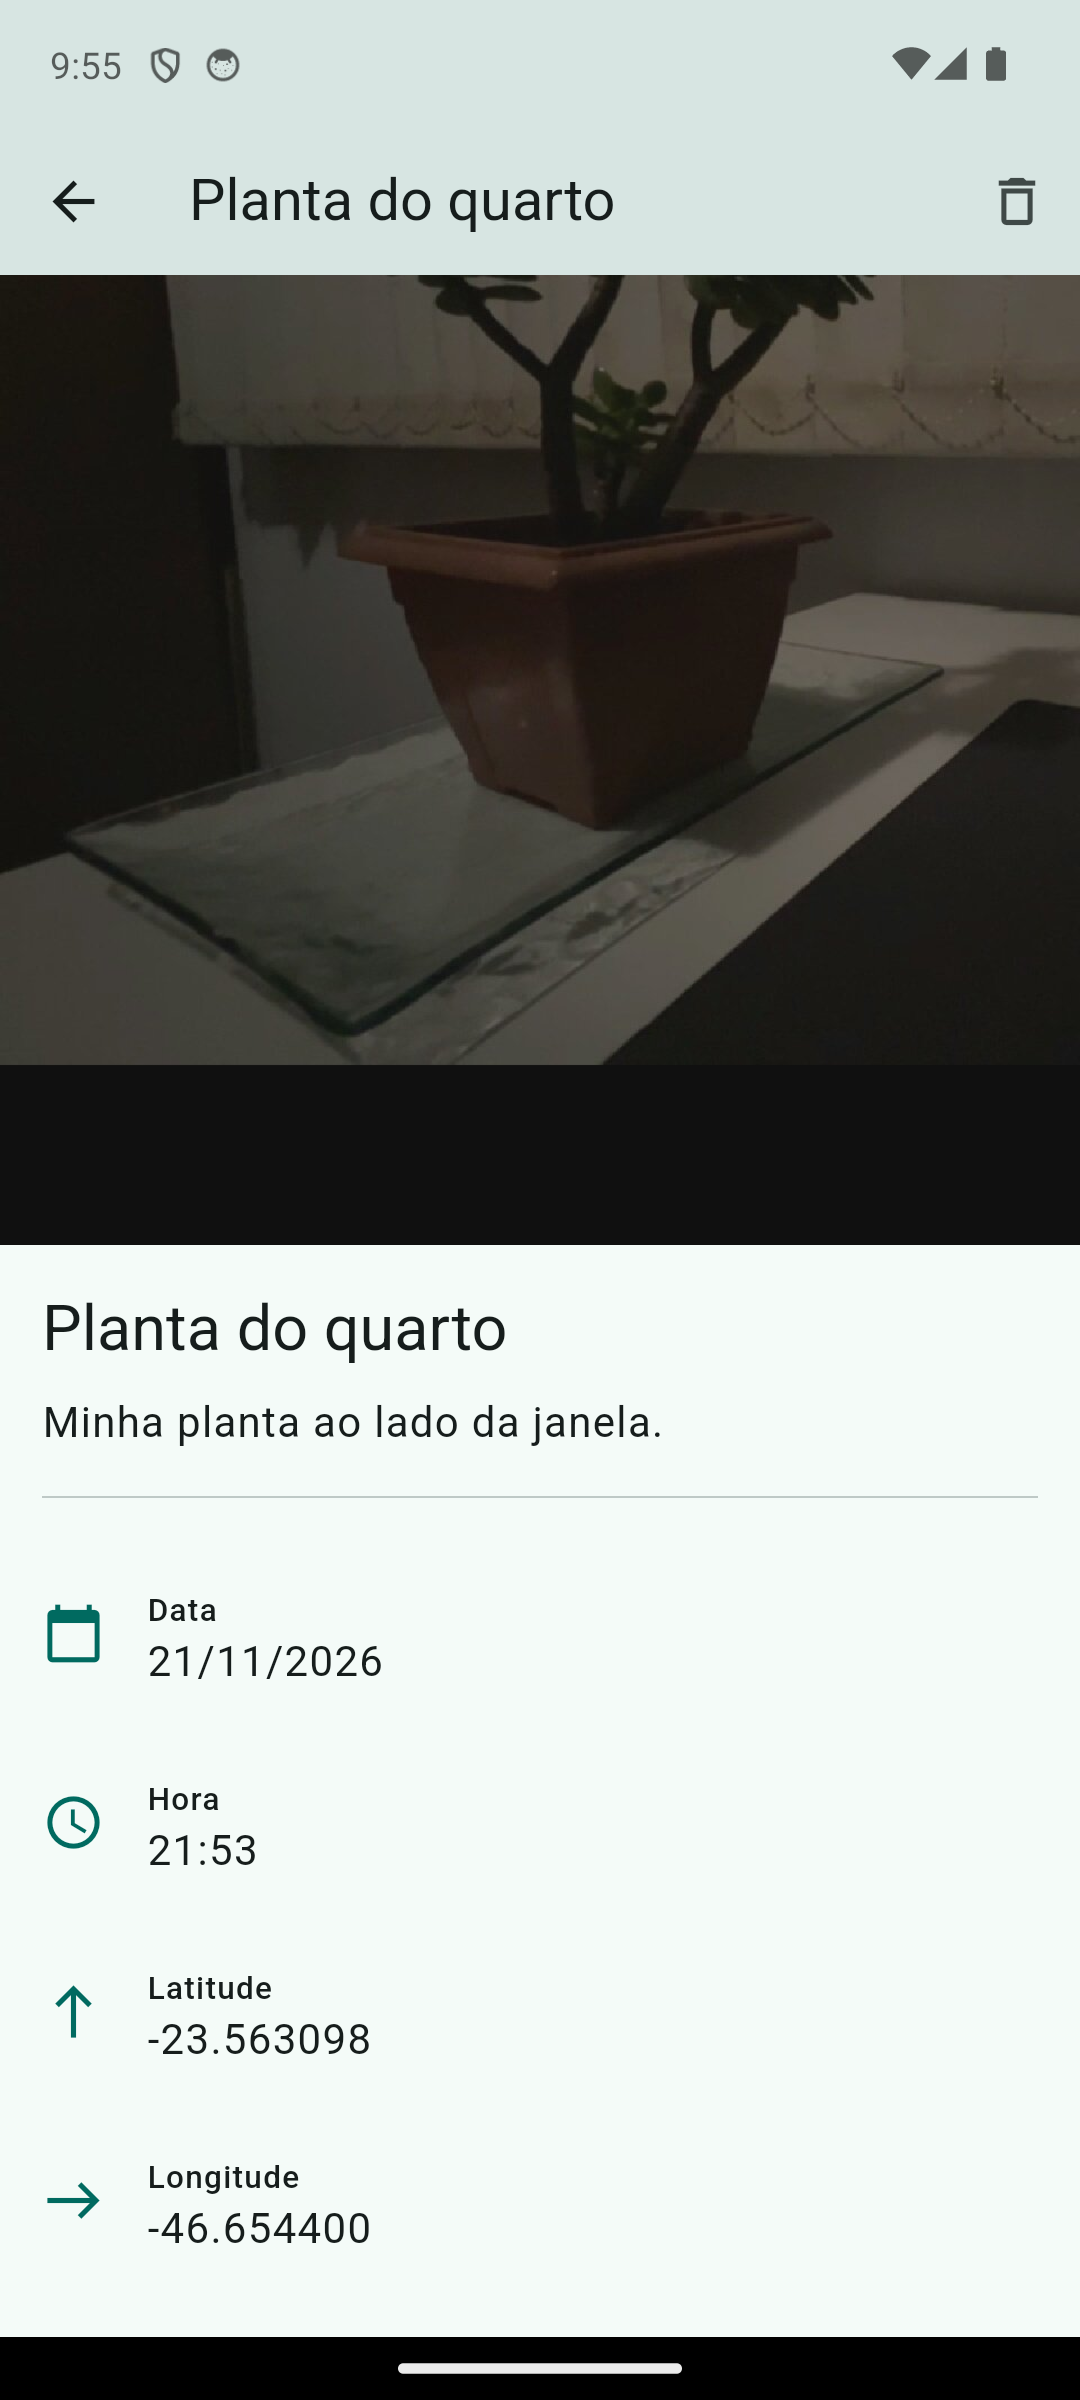 9:55
Planta do quarto
Planta do quarto
Minha planta ao lado da janela.
Data
21/11/2026
Hora
21:53
Latitude
-23.563098
Longitude
-46.654400